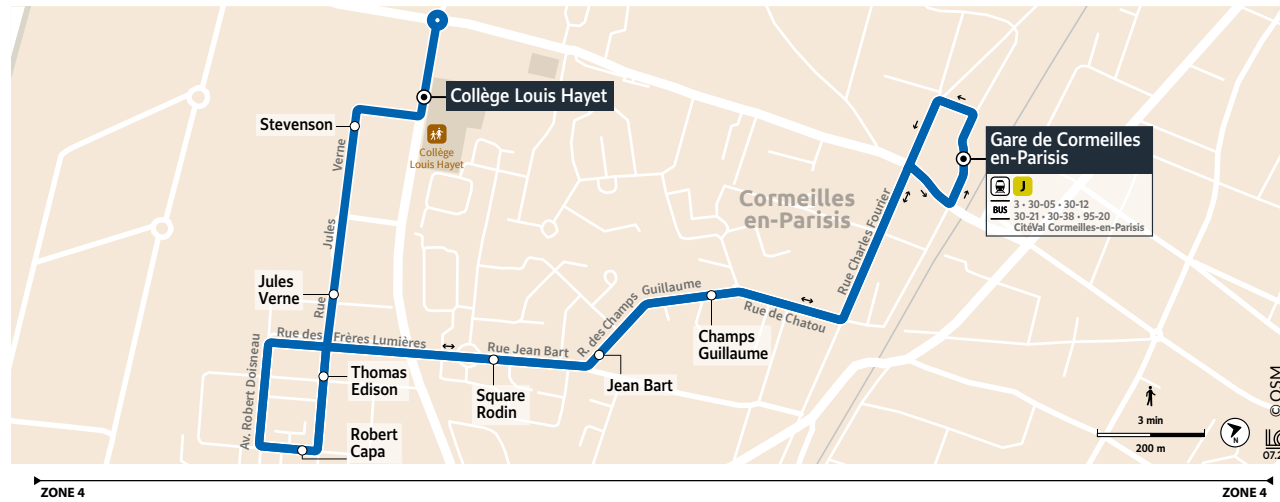 Collège Louis Hayet
Stevenson
Collège
Louis Hayet
Verne
Jules
Rue
Gare de Cormeilles
en-Parisis
J
BUS
3 • 30-05 • 30-12
30-21 • 30-38 • 95-20
CitéVal Cormeilles-en-Parisis
Cormeilles
en-Parisis
Rue Charles Fourier
Jules
Verne
R. des Champs Guillaume
Rue de Chatou
Champs
Guillaume
Rue des Frères Lumières
Rue Jean Bart
Av. Robert Doisneau
Thomas
Edison
Square
Rodin
Jean Bart
Robert
Capa
3 min
200 m
N
© OSM
ZONE 4
ZONE 4